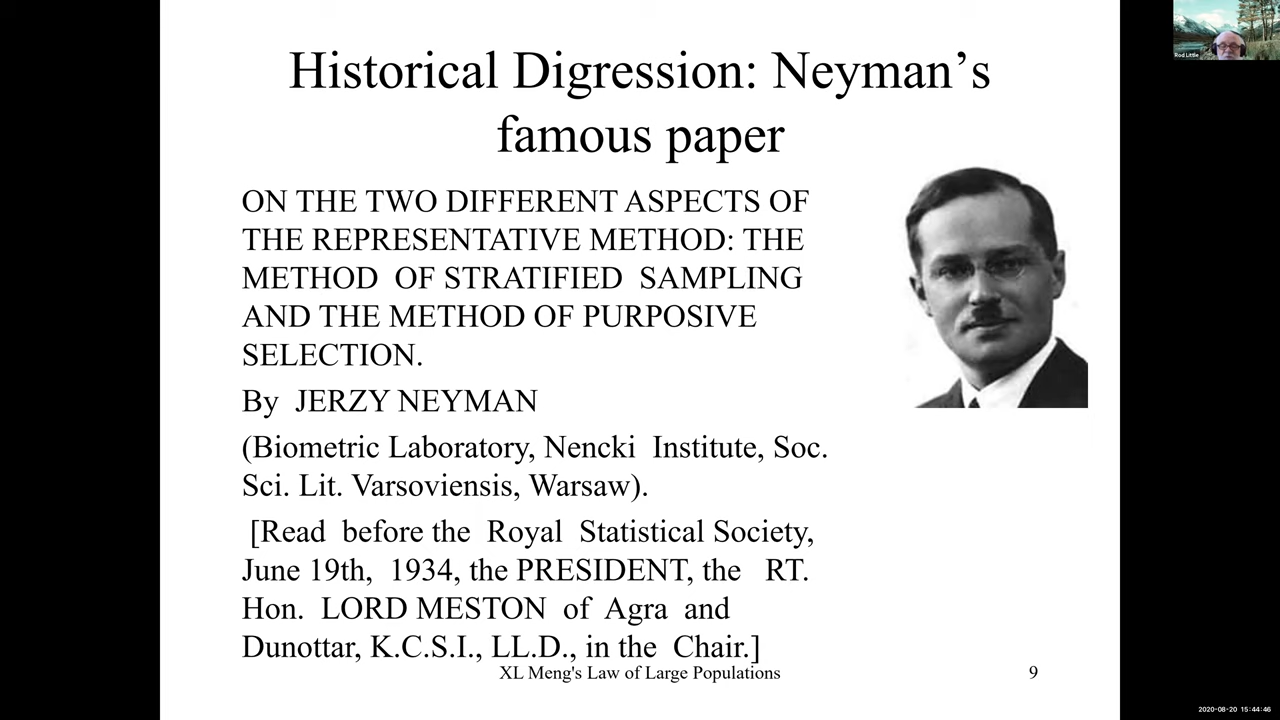 Historical Digression: Neyman’s
famous paper
ON THE TWO DIFFERENT ASPECTS OF
THE REPRESENTATIVE METHOD: THE
METHOD OF STRATIFIED SAMPLING
AND THE METHOD OF PURPOSIVE
SELECTION.
By JERZY NEYMAN
(Biometric Laboratory, Nencki Institute, Soc.
Sci. Lit. Varsoviensis, Warsaw).
[Read before the Royal Statistical Society,
June 19th, 1934, the PRESIDENT, the RT.
Hon. LORD MESTON of Agra and
Dunottar, K.C.S.I., LL.D., in the Chair.]
XL Meng's Law of Large Populations
9
Rod Little
2020-08-20 15:44:46